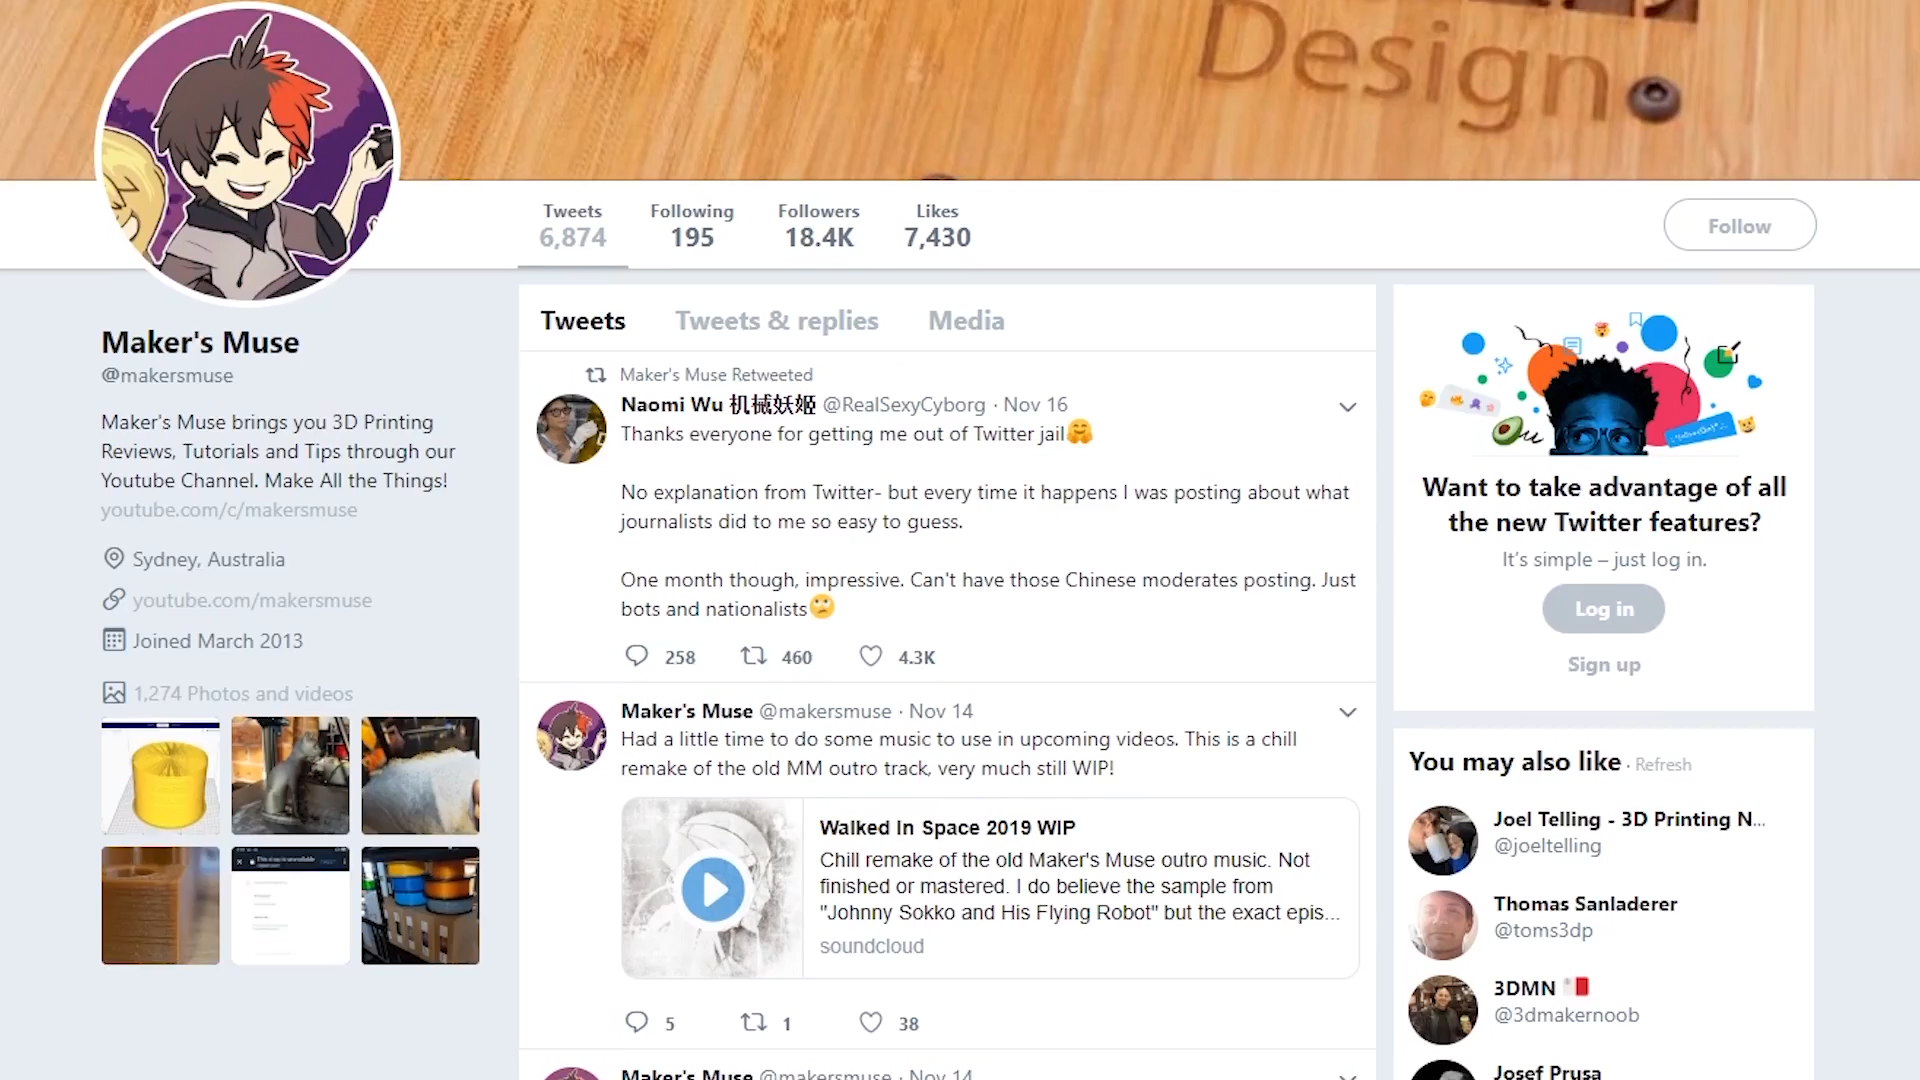 Design
Tweets
6,874
Following
195
Followers
18.4K
Likes
7,430
Follow
Maker's Muse
@makersmuse
Maker's Muse brings you 3D Printing
Reviews, Tutorials and Tips through our
Youtube Channel. Make All the Things!
youtube.com/c/makersmuse
Sydney, Australia
youtube.com/makersmuse
Joined March 2013
1,274 Photos and videos
Tweets Tweets & replies Media
Maker's Muse Retweeted
Naomi Wu 机械妖姬 @RealSexyCyborg · Nov 16
Thanks everyone for getting me out of Twitter jail🤗
No explanation from Twitter- but every time it happens I was posting about what
journalists did to me so easy to guess.
One month though, impressive. Can't have those Chinese moderates posting. Just
bots and nationalists🙄
258 460 4.3K
Maker's Muse @makersmuse · Nov 14
Had a little time to do some music to use in upcoming videos. This is a chill
remake of the old MM outro track, very much still WIP!
Walked In Space 2019 WIP
Chill remake of the old Maker's Muse outro music. Not
finished or mastered. I do believe the sample from
"Johnny Sokko and His Flying Robot" but the exact epis...
soundcloud
5 1 38
Maker's Muse @makersmuse · Nov 14
Want to take advantage of all
the new Twitter features?
It's simple – just log in.
Log in
Sign up
You may also like · Refresh
Joel Telling - 3D Printing N...
@joeltelling
Thomas Sanladerer
@toms3dp
3DMN
@3dmakernoob
Josef Prusa